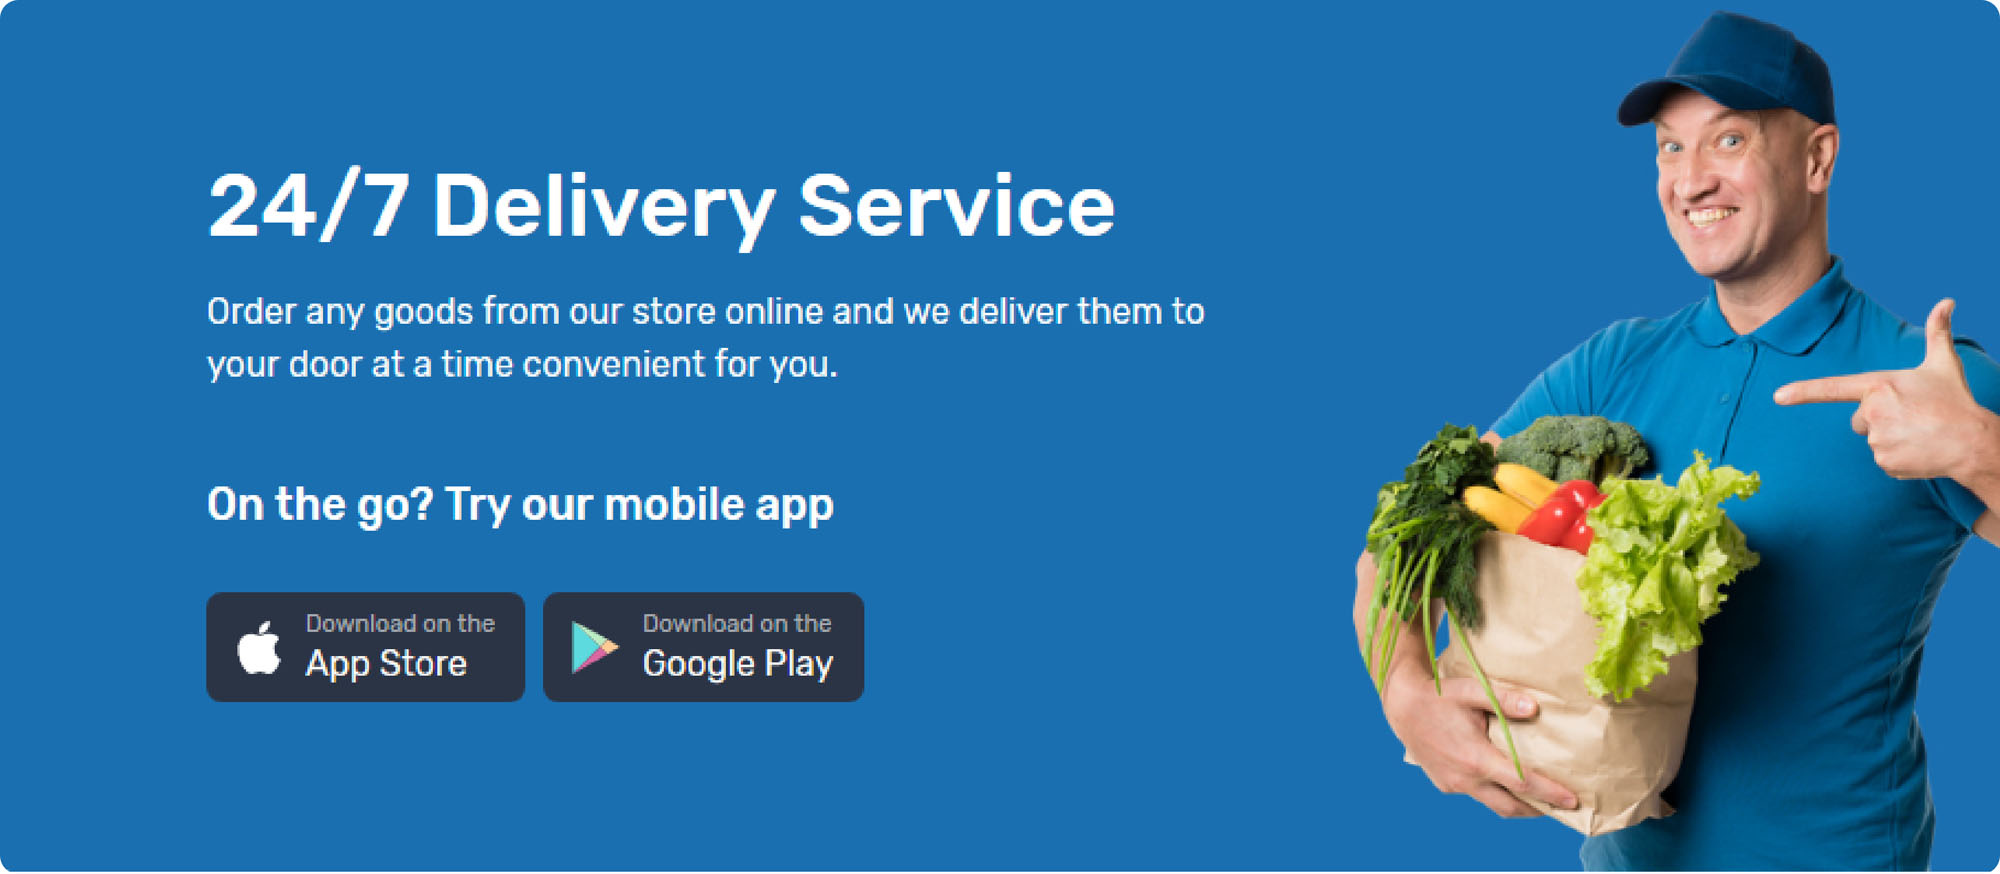 24/7 Delivery Service
Order any goods from our store online and we deliver them to
your door at a time convenient for you.
On the go? Try our mobile app
Download on the
App Store
Download on the
Google Play